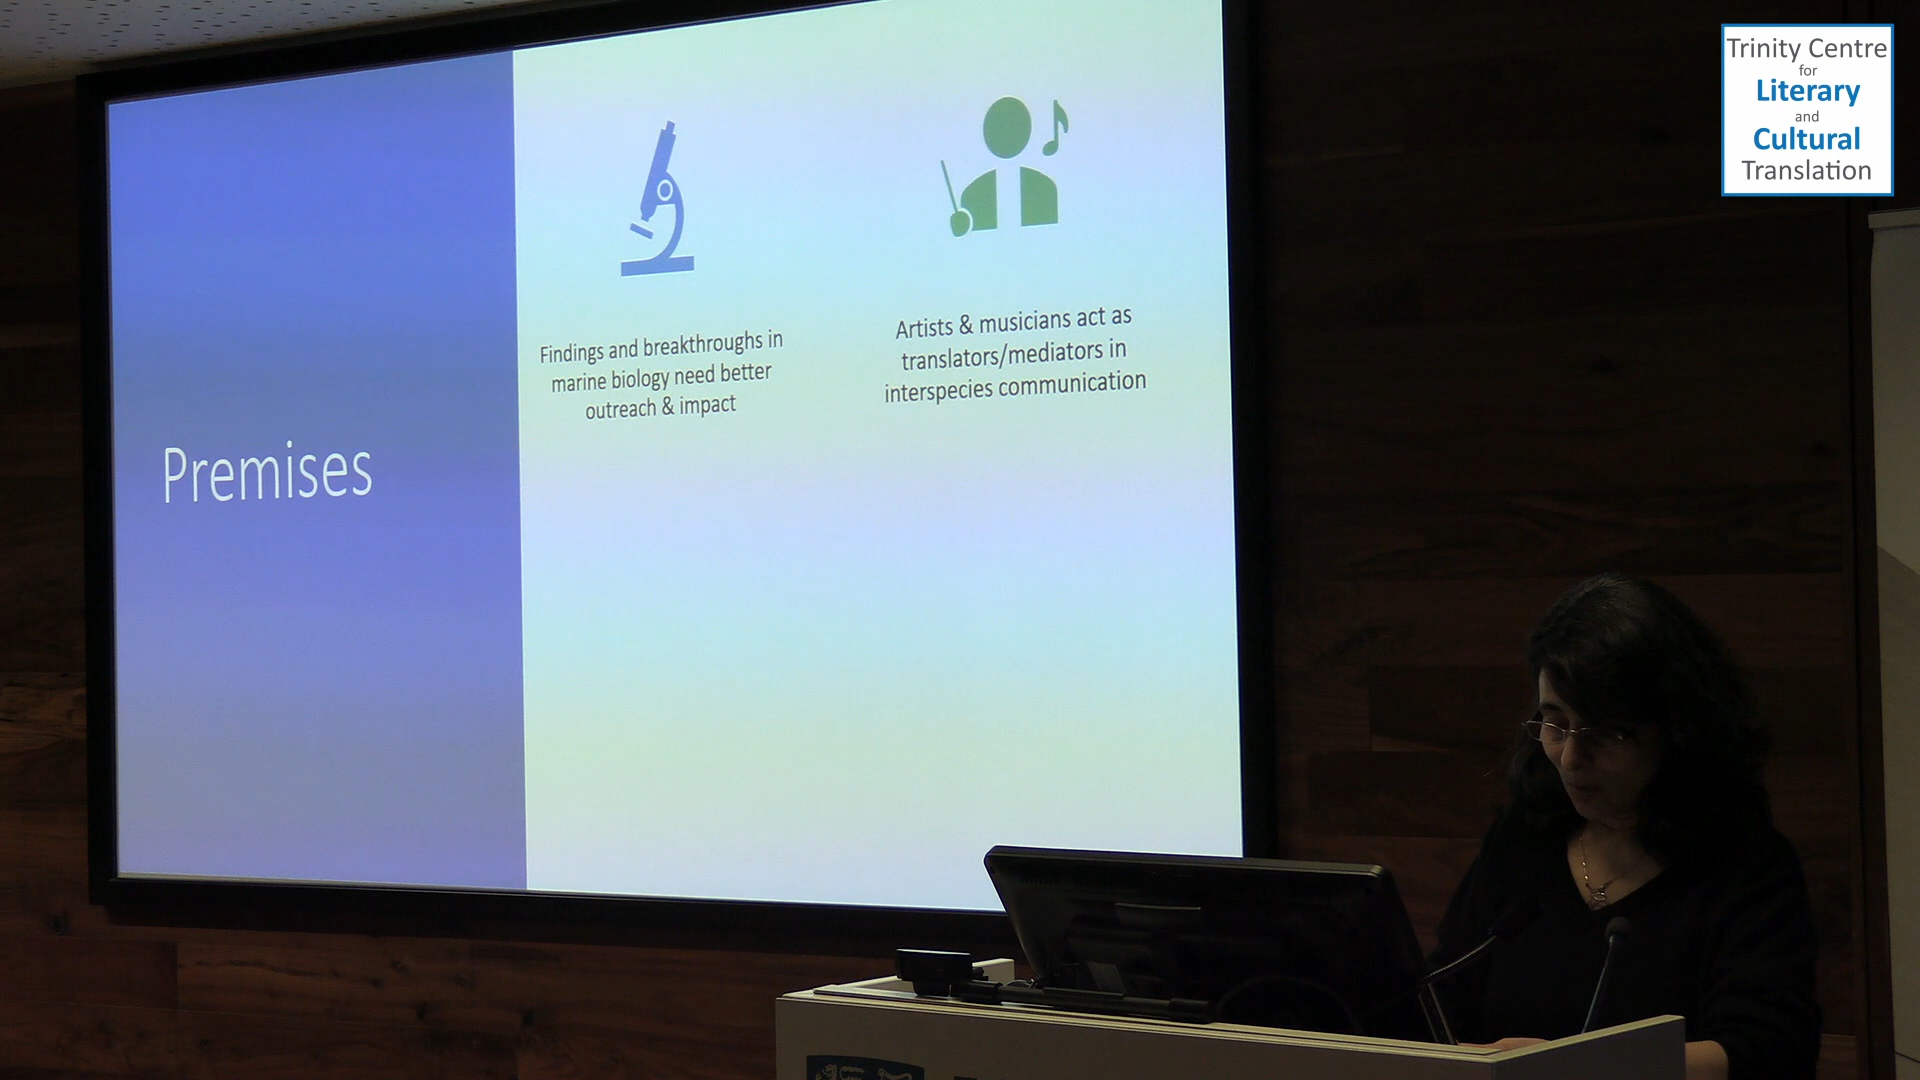 Premises
Findings and breakthroughs in
marine biology need better
outreach & impact
Artists & musicians act as
translators/mediators in
interspecies communication
Trinity Centre
for
Literary
and
Cultural
Translation